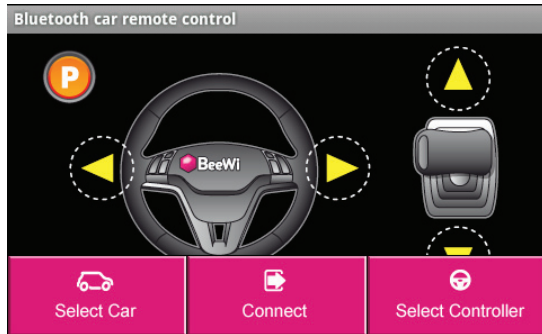 Bluetooth car remote control
P
BeeWi
Select Car
Connect
Select Controller